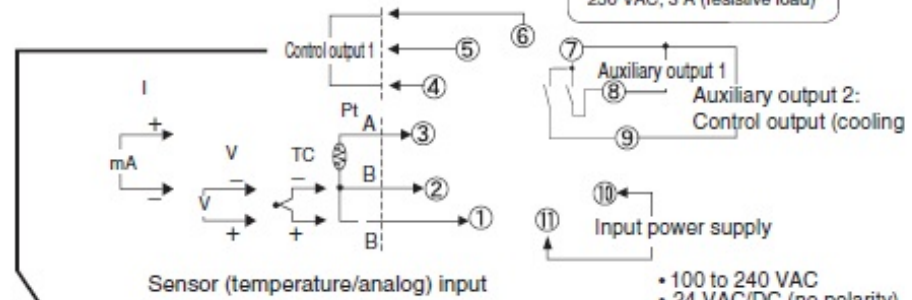 250 VAC, 3 A (resistive load)
Control output 1
⑥
⑤
④
⑦
Auxiliary output 1
⑧
Auxiliary output 2:
Control output (cooling
⑨
I
+
mA
−
V
−
V
+
TC
−
+
Pt
A
③
B
②
①
B
⑩
⑪
Input power supply
Sensor (temperature/analog) input
• 100 to 240 VAC
• 24 VAC/DC (no polarity)